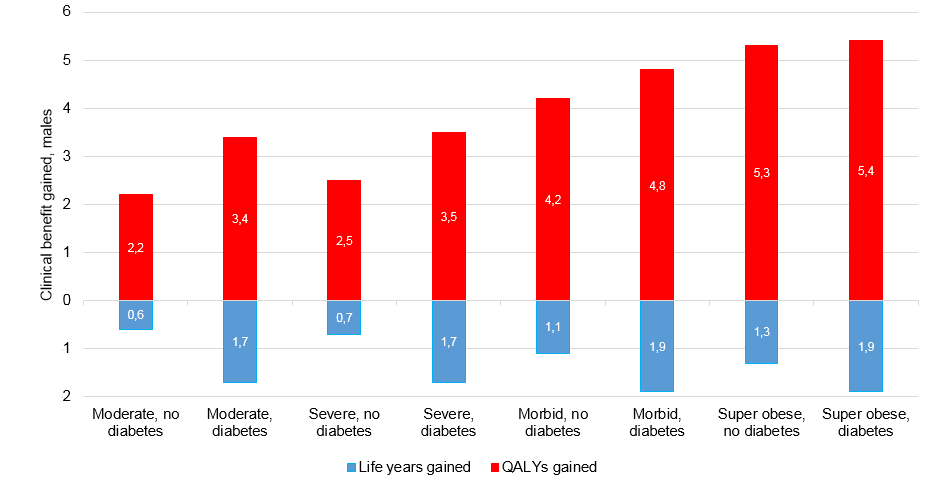 Clinical benefit gained, males
6
5
4
3
2
1
0
1
2
2,2
3,4
2,5
3,5
4,2
4,8
5,3
5,4
0,6
1,7
0,7
1,7
1,1
1,9
1,3
1,9
Moderate, no
diabetes
Moderate,
diabetes
Severe, no
diabetes
Severe,
diabetes
Morbid, no
diabetes
Morbid,
diabetes
Super obese,
no diabetes
Super obese,
diabetes
Life years gained
QALYs gained